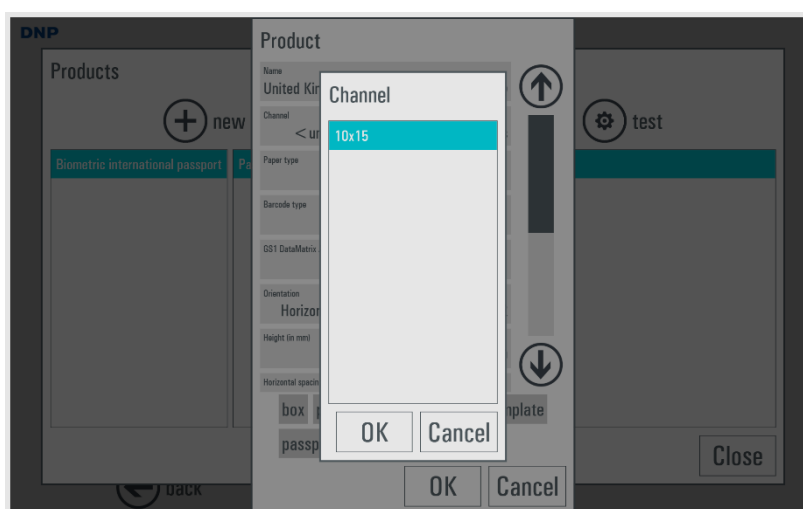 DNP
Products
new
test
Biometric international passport
Product
Name
United Kin
Channel
< un
Paper type
Barcode type
GS1 DataMatrix
Orientation
Horizon
Height (in mm)
Horizontal spacin
box
passp
OK
Cancel
Channel
10x15
OK
Cancel
Close
back